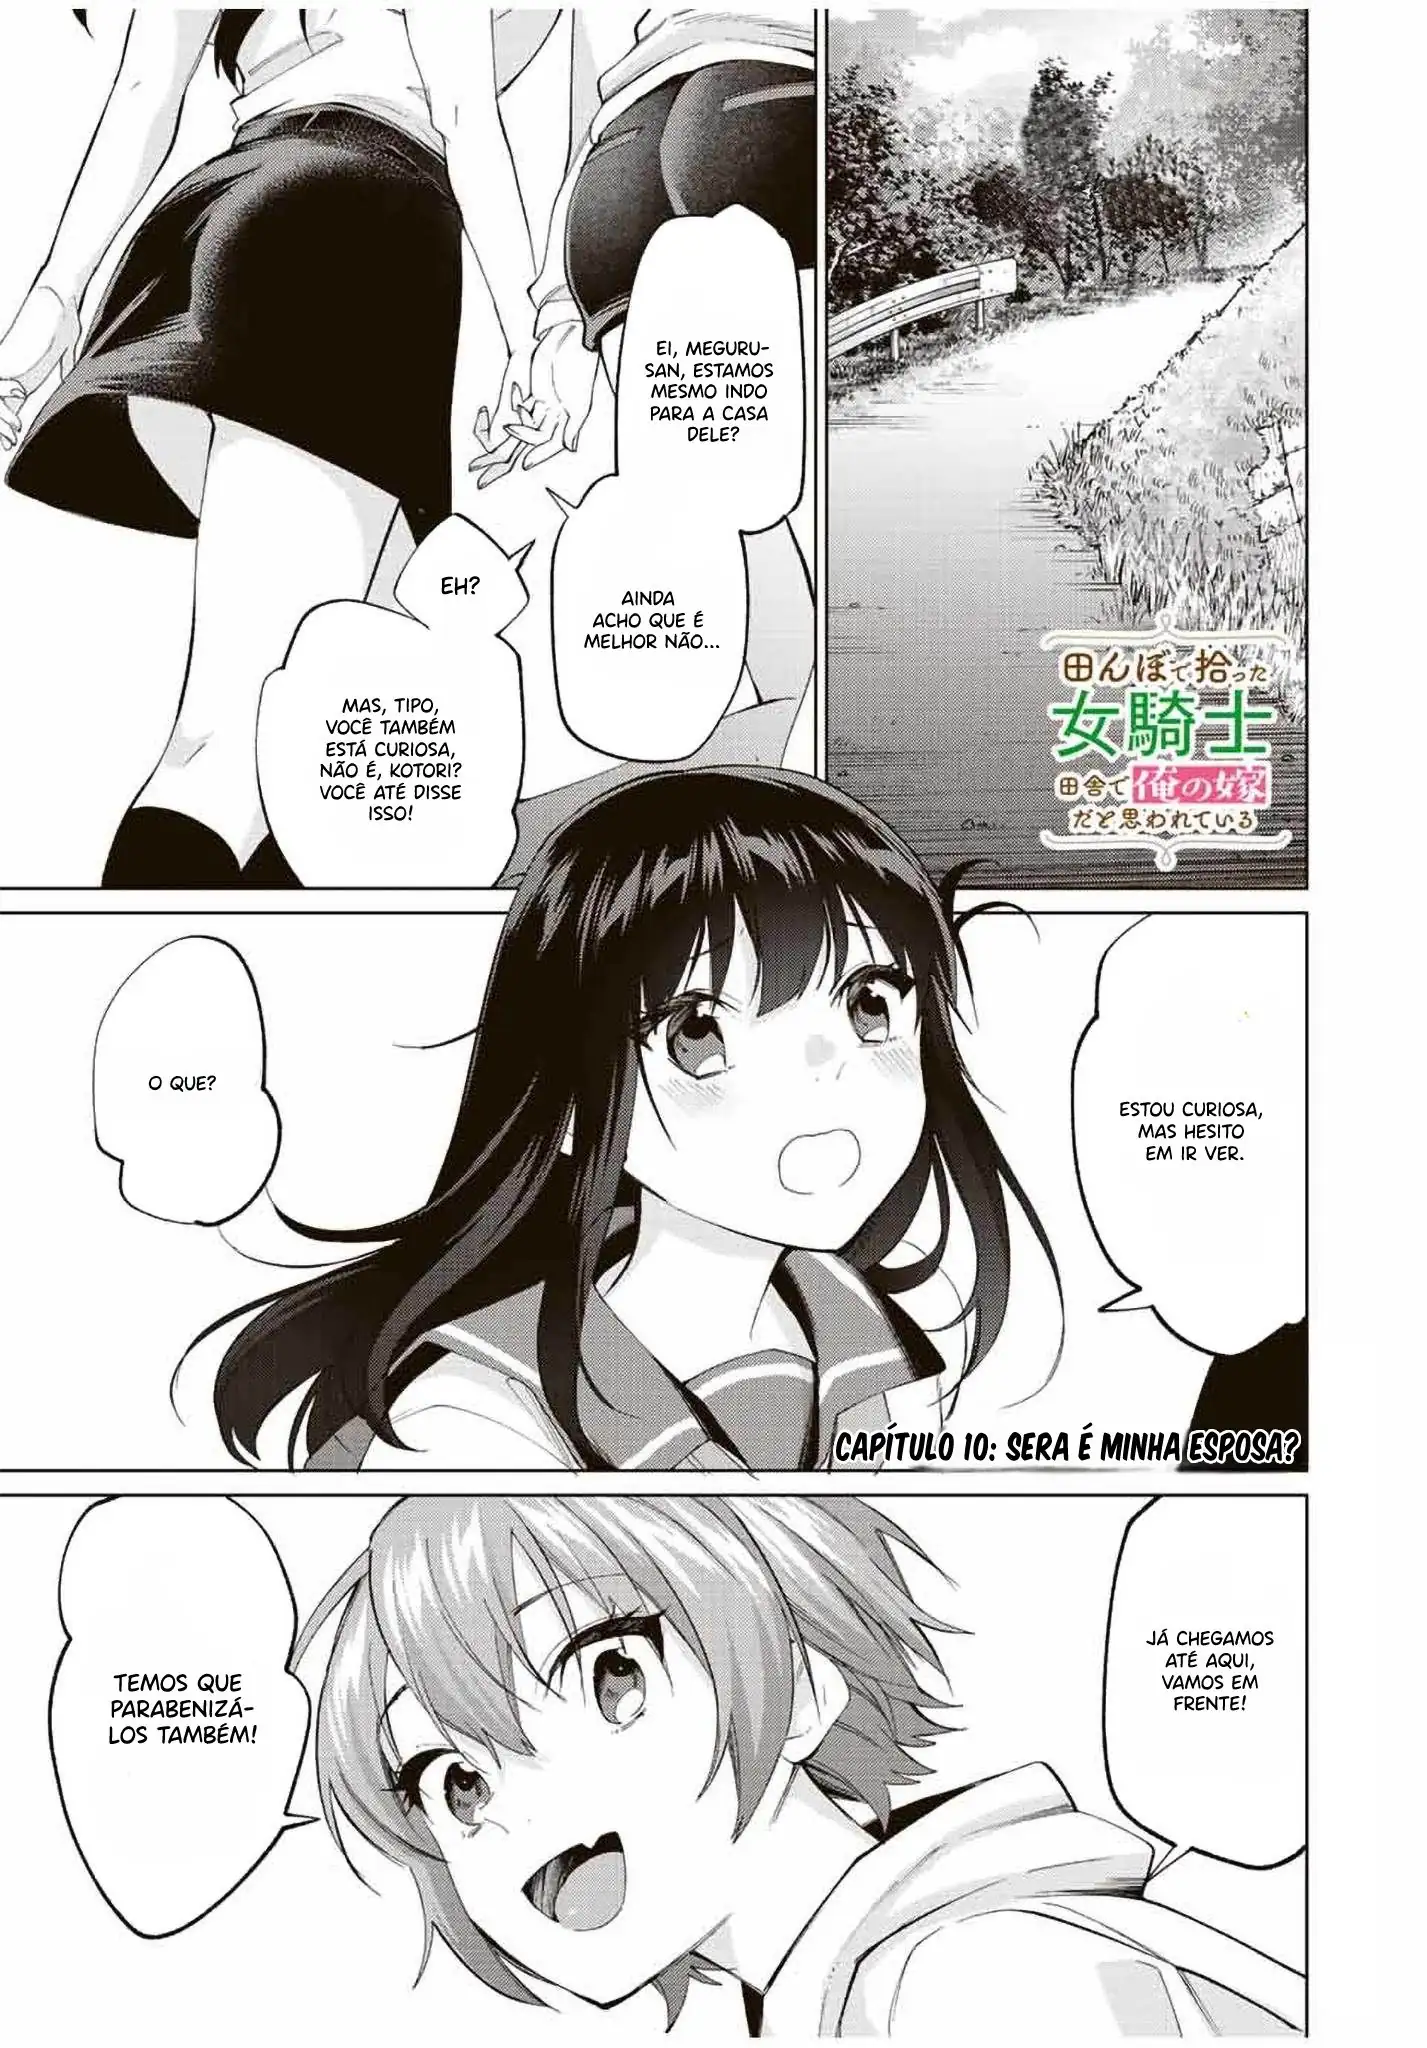 田んぼで拾った
女騎士
田舎で俺の嫁
だと思われている
EI, MEGURU-
SAN, ESTAMOS
MESMO INDO
PARA A CASA
DELE?
AINDA
ACHO QUE É
MELHOR NÃO...
EH?
MAS, TIPO,
VOCÊ TAMBÉM
ESTÁ CURIOSA,
NÃO É, KOTORI?
VOCÊ ATÉ DISSE
ISSO!
ESTOU CURIOSA,
MAS HESITO
EM IR VER.
O QUE?
CAPÍTULO 10: SERA É MINHA ESPOSA?
JÁ CHEGAMOS
ATÉ AQUI,
VAMOS EM
FRENTE!
TEMOS QUE
PARABENIZÁ-
LOS TAMBÉM!